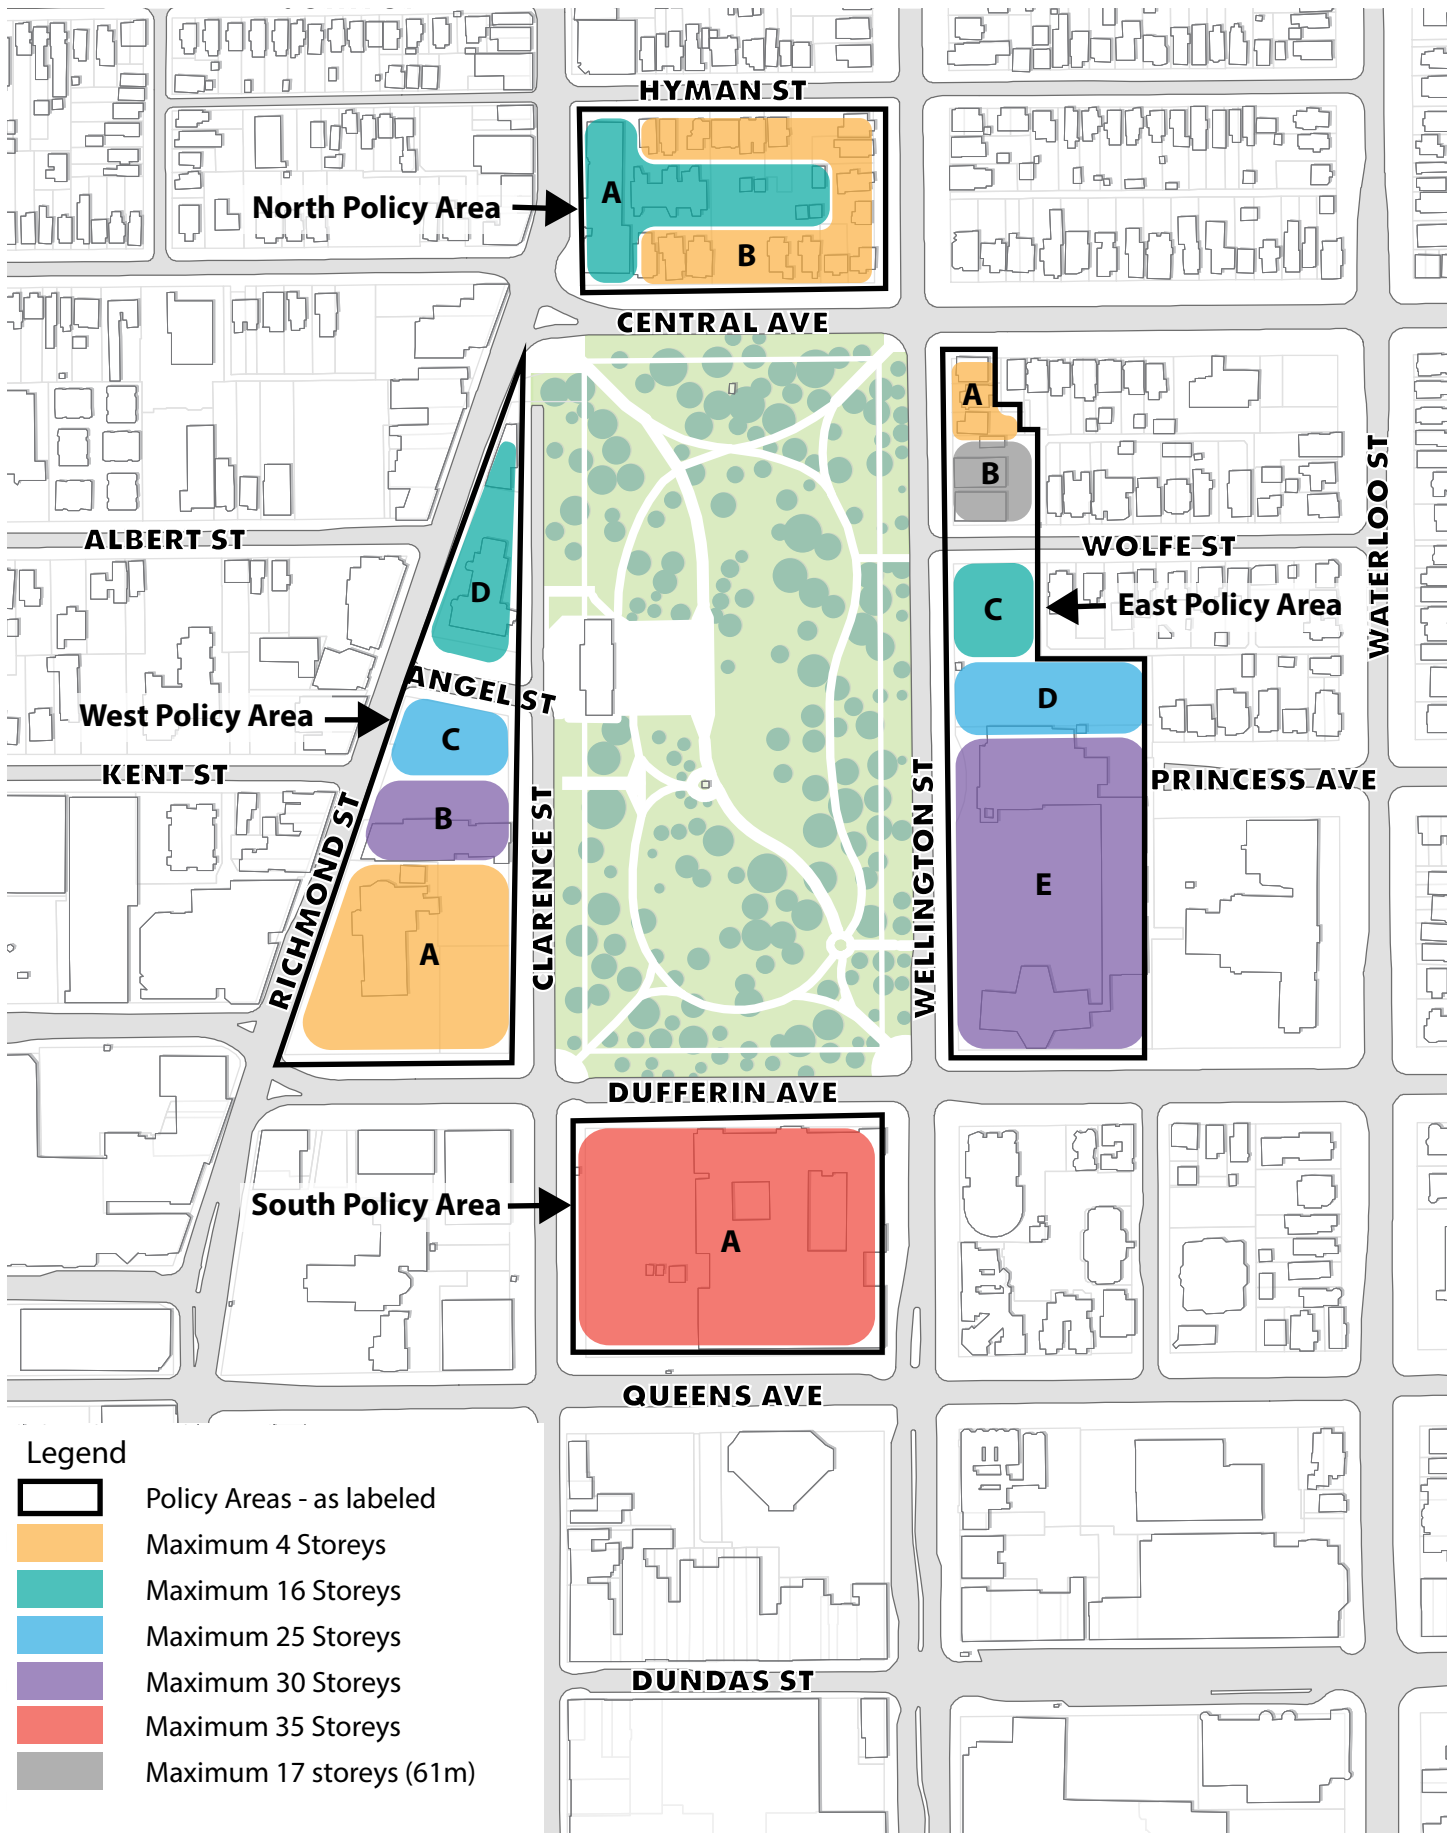 HYMAN ST
North Policy Area
A
B
CENTRAL AVE
A
B
WATERLOO ST
ALBERT ST
WOLFE ST
D
C
East Policy Area
ANGEL ST
D
West Policy Area
C
KENT ST
PRINCESS AVE
B
RICHMOND ST
CLARENCE ST
WELLINGTON ST
E
A
DUFFERIN AVE
South Policy Area
A
QUEENS AVE
DUNDAS ST
Legend
Policy Areas - as labeled
Maximum 4 Storeys
Maximum 16 Storeys
Maximum 25 Storeys
Maximum 30 Storeys
Maximum 35 Storeys
Maximum 17 storeys (61m)